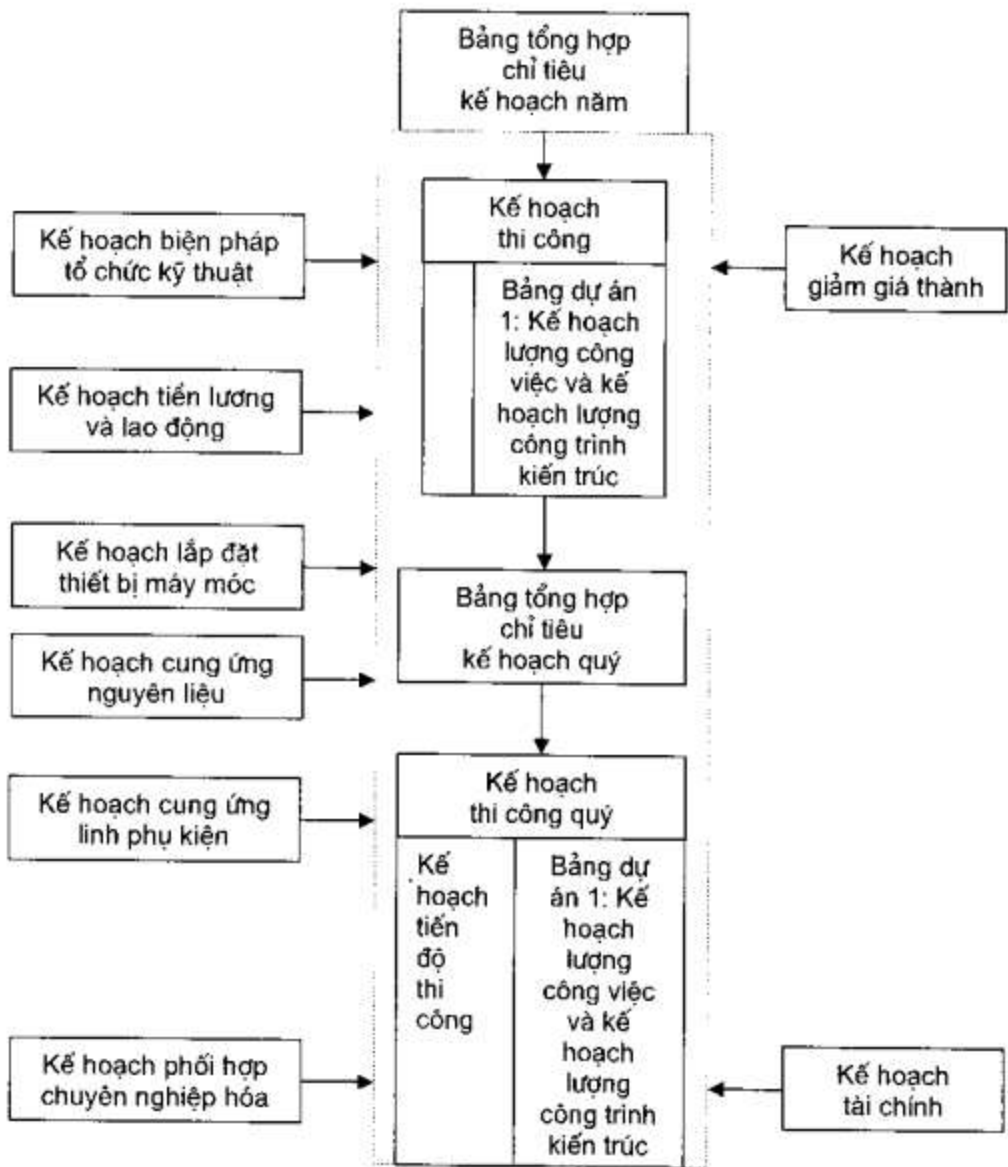 Bảng tổng hợp
chỉ tiêu
kế hoạch năm
Kế hoạch
thi công
Kế hoạch biện pháp
tổ chức kỹ thuật
Kế hoạch
giảm giá thành
Bảng dự án
1: Kế hoạch
lượng công
việc và kế
hoạch lượng
công trình
kiến trúc
Kế hoạch tiền lương
và lao động
Kế hoạch lắp đặt
thiết bị máy móc
Bảng tổng hợp
chỉ tiêu
kế hoạch quý
Kế hoạch cung ứng
nguyên liệu
Kế hoạch
thi công quý
Kế hoạch cung ứng
linh phụ kiện
Kế
hoạch
tiến
độ
thi
công
Bảng dự
án 1: Kế
hoạch
lượng
công việc
và kế
hoạch
lượng
công trình
kiến trúc
Kế hoạch phối hợp
chuyên nghiệp hóa
Kế hoạch
tài chính